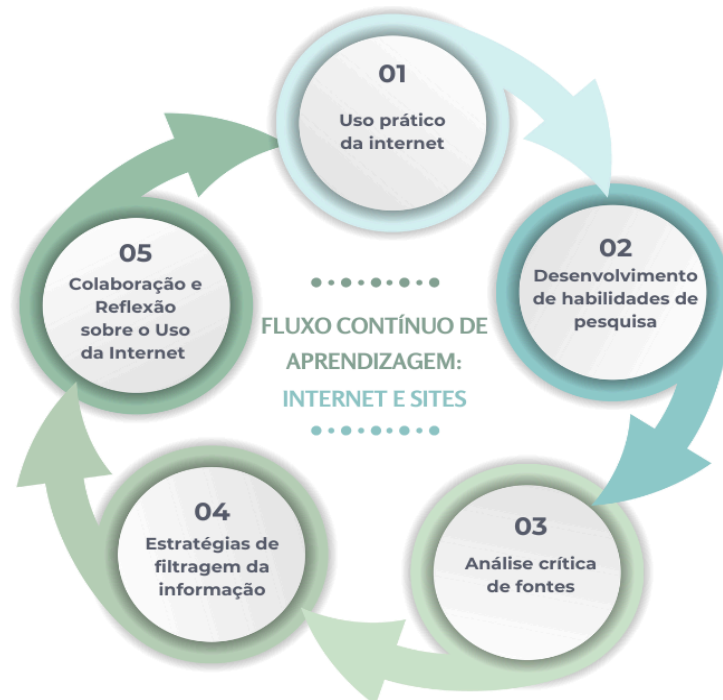 01
Uso prático
da internet
02
Desenvolvimento
de habilidades de
pesquisa
03
Análise crítica
de fontes
04
Estratégias de
filtragem da
informação
05
Colaboração e
Reflexão
sobre o Uso
da Internet
FLUXO CONTÍNUO DE
APRENDIZAGEM:
INTERNET E SITES